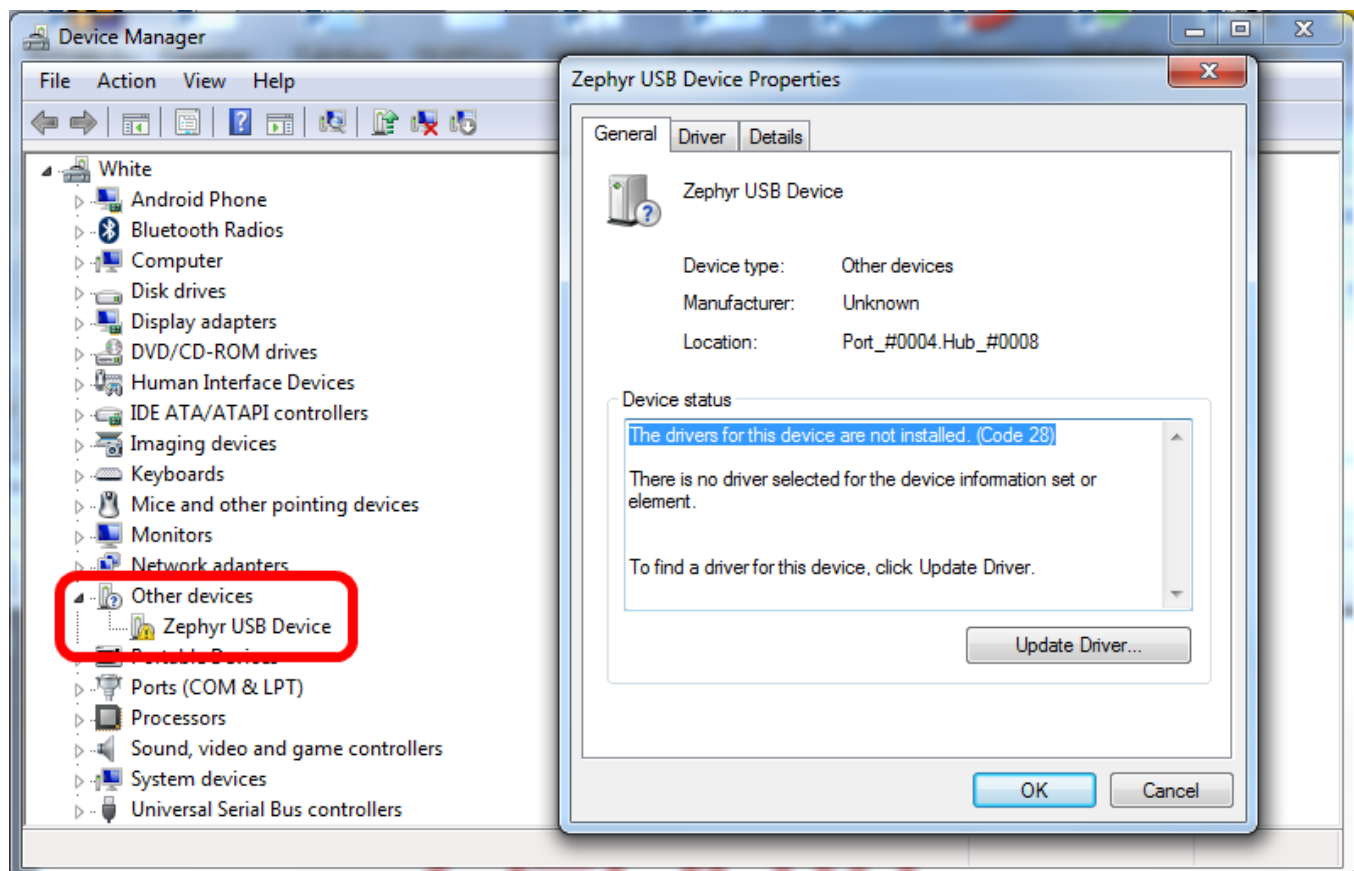 Device Manager
File Action View Help
White
Android Phone
Bluetooth Radios
Computer
Disk drives
Display adapters
DVD/CD-ROM drives
Human Interface Devices
IDE ATA/ATAPI controllers
Imaging devices
Keyboards
Mice and other pointing devices
Monitors
Network adapters
Other devices
Zephyr USB Device
Portable Devices
Ports (COM & LPT)
Processors
Sound, video and game controllers
System devices
Universal Serial Bus controllers
Zephyr USB Device Properties
General Driver Details
Zephyr USB Device
Device type: Other devices
Manufacturer: Unknown
Location: Port_#0004.Hub_#0008
Device status
The drivers for this device are not installed. (Code 28)
There is no driver selected for the device information set or
element.
To find a driver for this device, click Update Driver.
Update Driver...
OK Cancel